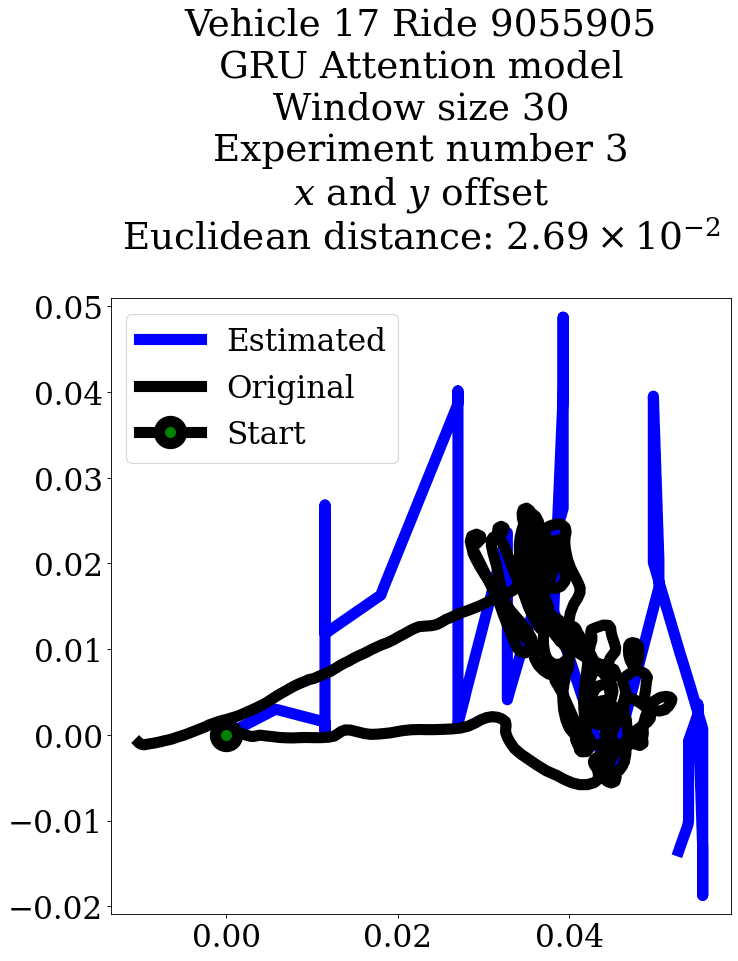 Vehicle 17 Ride 9055905
GRU Attention model
Window size 30
Experiment number 3
x and y offset
Euclidean distance: 2.69 × 10⁻²
Estimated
Original
Start
0.05
0.04
0.03
0.02
0.01
0.00
−0.01
−0.02
0.00 0.02 0.04